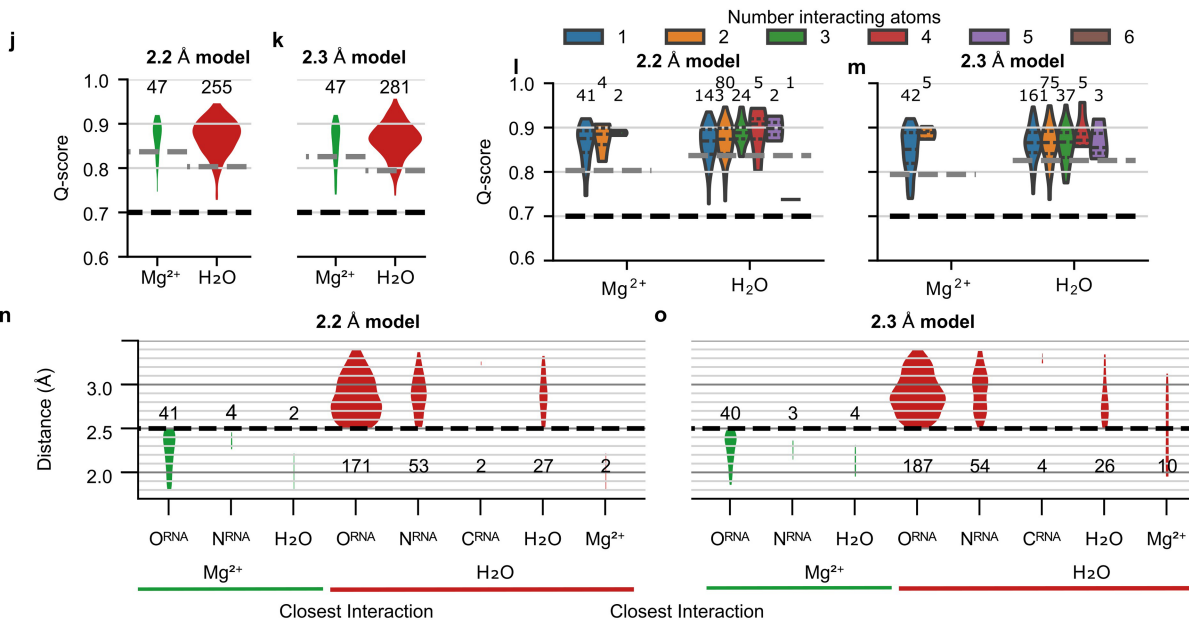 j
2.2 Å model
Q-score
1.0
0.9
0.8
0.7
0.6
47
255
Mg²⁺
H₂O
k
2.3 Å model
47
281
Mg²⁺
H₂O
Number interacting atoms
1
2
3
4
5
6
l
2.2 Å model
Q-score
1.0
0.9
0.8
0.7
0.6
41
4
2
143
80
24
5
2
1
Mg²⁺
H₂O
m
2.3 Å model
42
5
161
75
37
5
3
Mg²⁺
H₂O
n
2.2 Å model
Distance (Å)
3.0
2.5
2.0
41
4
2
171
53
2
27
2
Oᴿᴺᴬ
Nᴿᴺᴬ
H₂O
Oᴿᴺᴬ
Nᴿᴺᴬ
Cᴿᴺᴬ
H₂O
Mg²⁺
Mg²⁺
H₂O
Closest Interaction
o
2.3 Å model
40
3
4
187
54
4
26
10
Oᴿᴺᴬ
Nᴿᴺᴬ
H₂O
Oᴿᴺᴬ
Nᴿᴺᴬ
Cᴿᴺᴬ
H₂O
Mg²⁺
Mg²⁺
H₂O
Closest Interaction